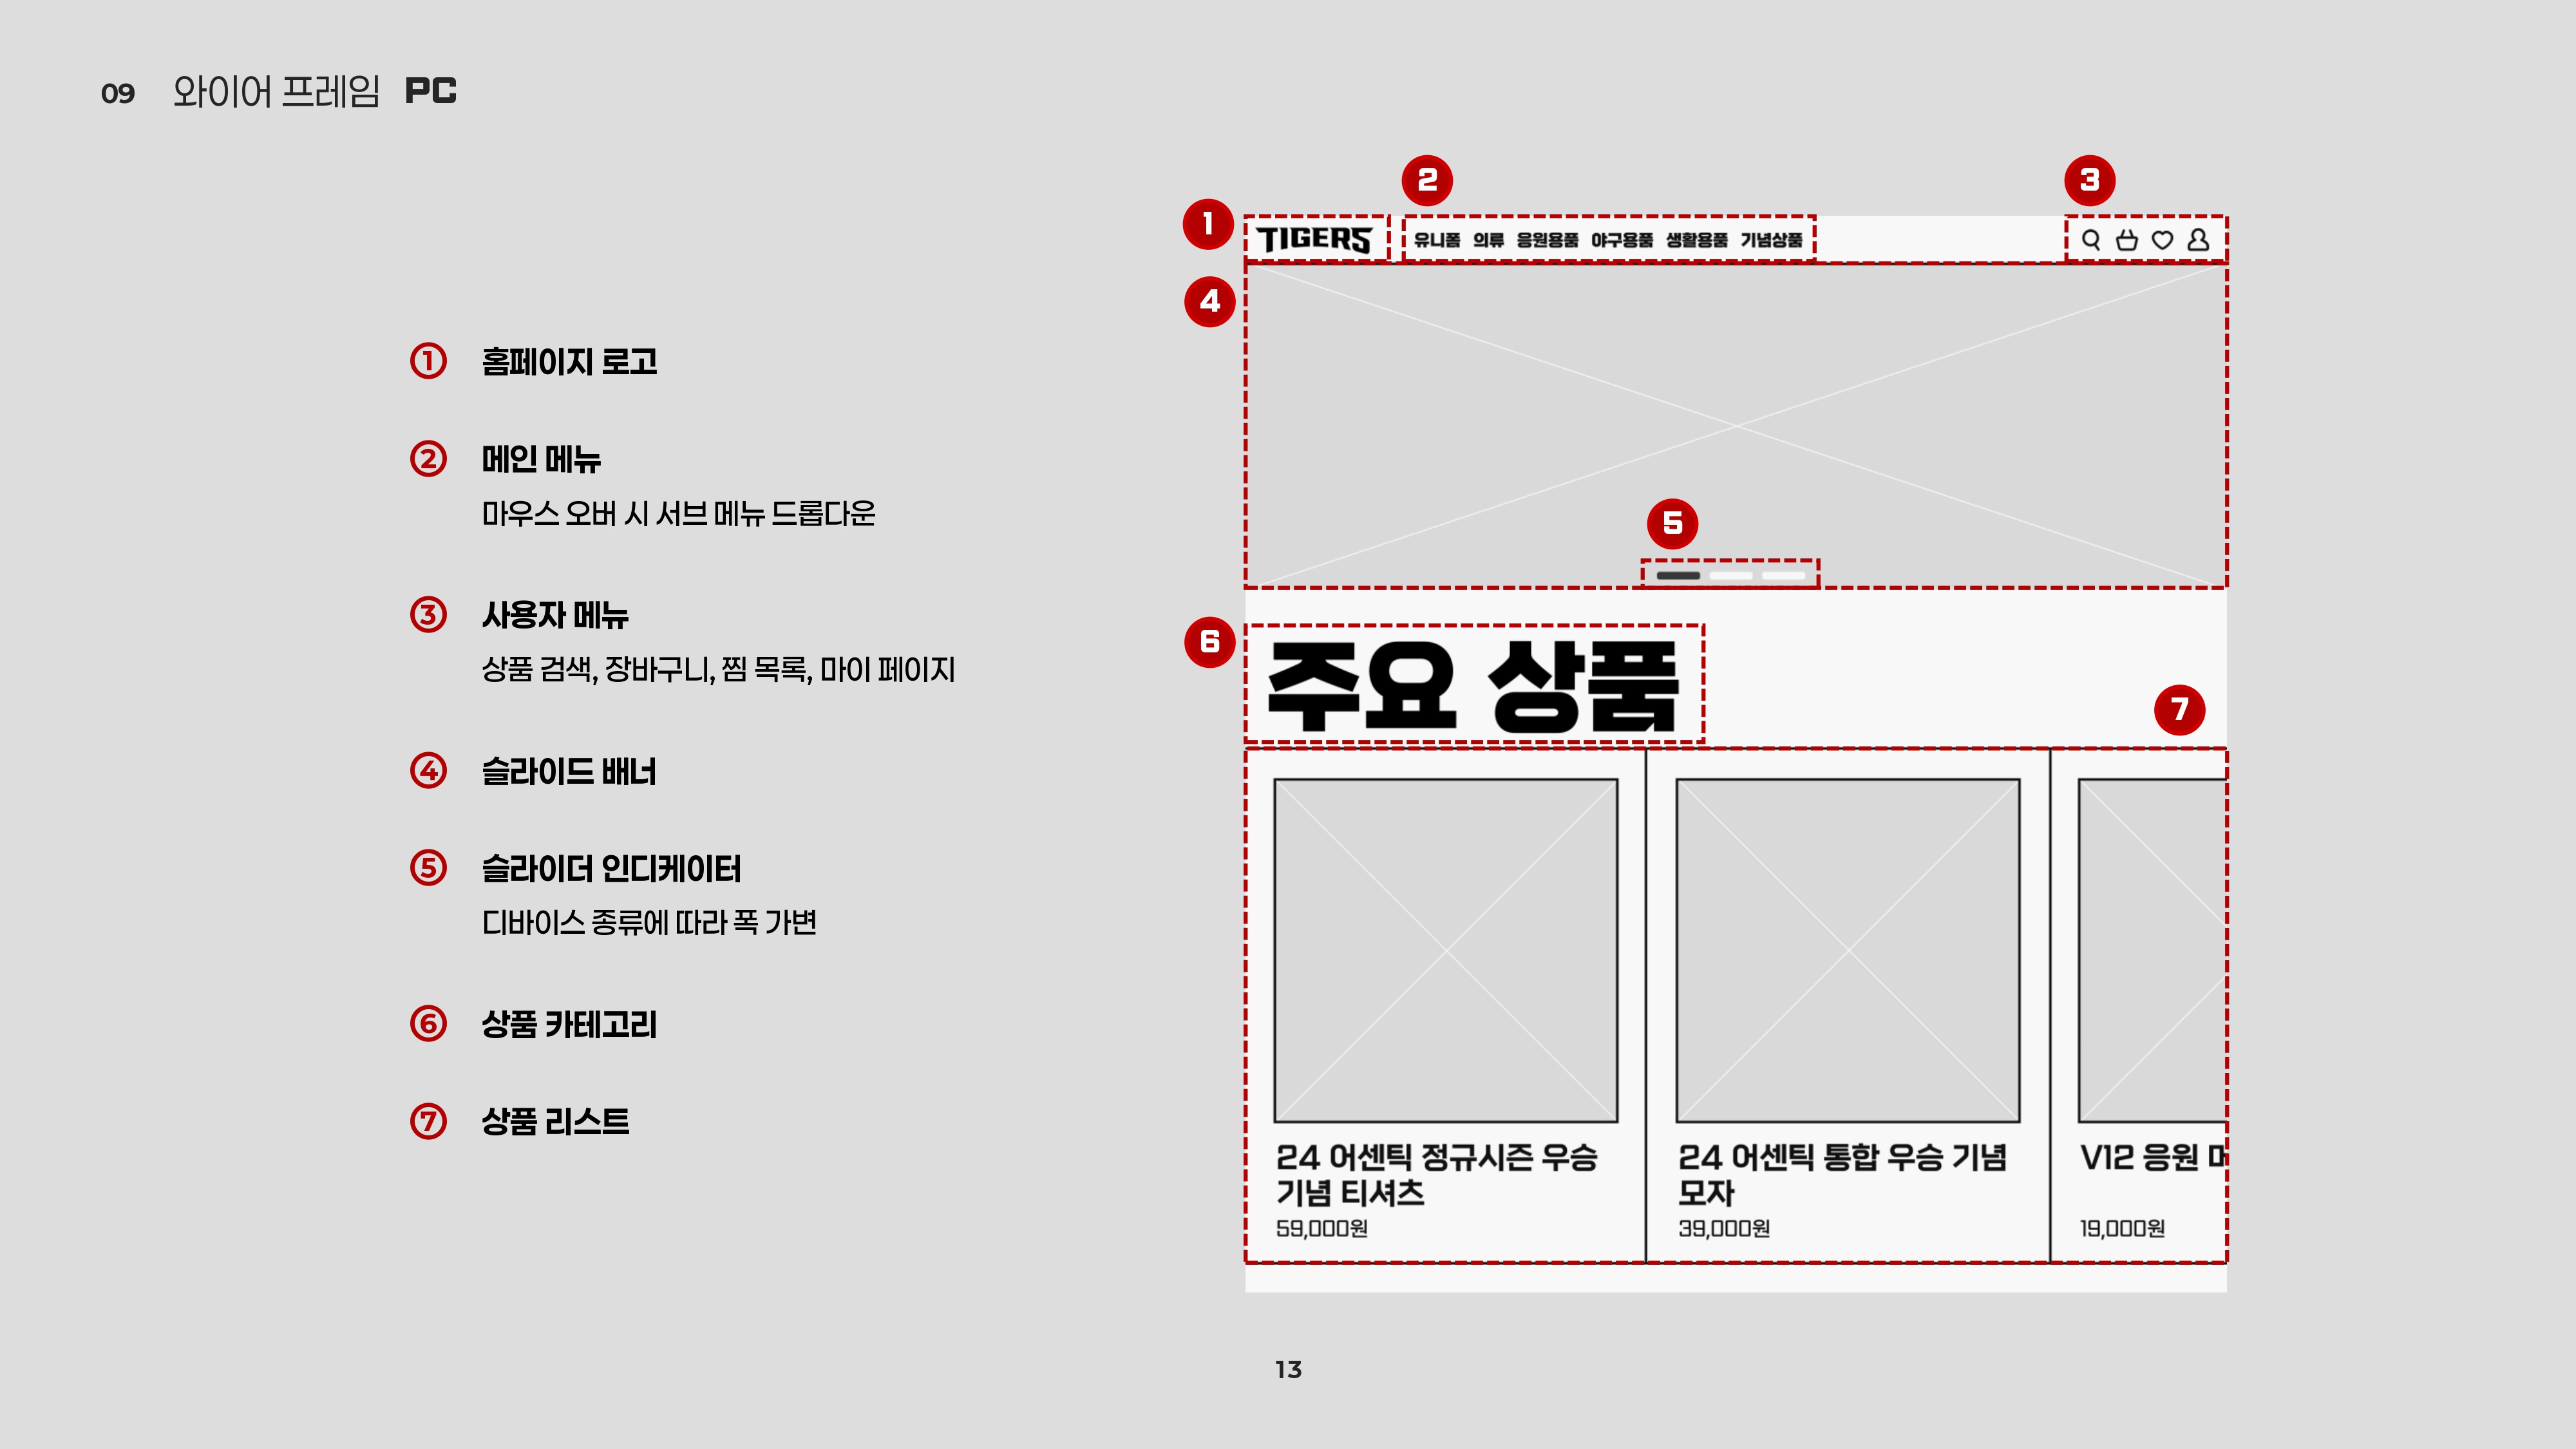 09 와이어 프레임 PC
① 홈페이지 로고
② 메인 메뉴
마우스 오버 시 서브 메뉴 드롭다운
③ 사용자 메뉴
상품 검색, 장바구니, 찜 목록, 마이 페이지
④ 슬라이드 배너
⑤ 슬라이더 인디케이터
디바이스 종류에 따라 폭 가변
⑥ 상품 카테고리
⑦ 상품 리스트
2
3
1
TIGERS 유니폼 의류 응원용품 야구용품 생활용품 기념상품
4
5
6
주요 상품
7
24 어센틱 정규시즌 우승
기념 티셔츠
59,000원
24 어센틱 통합 우승 기념
모자
39,000원
V12 응원
19,000원
13